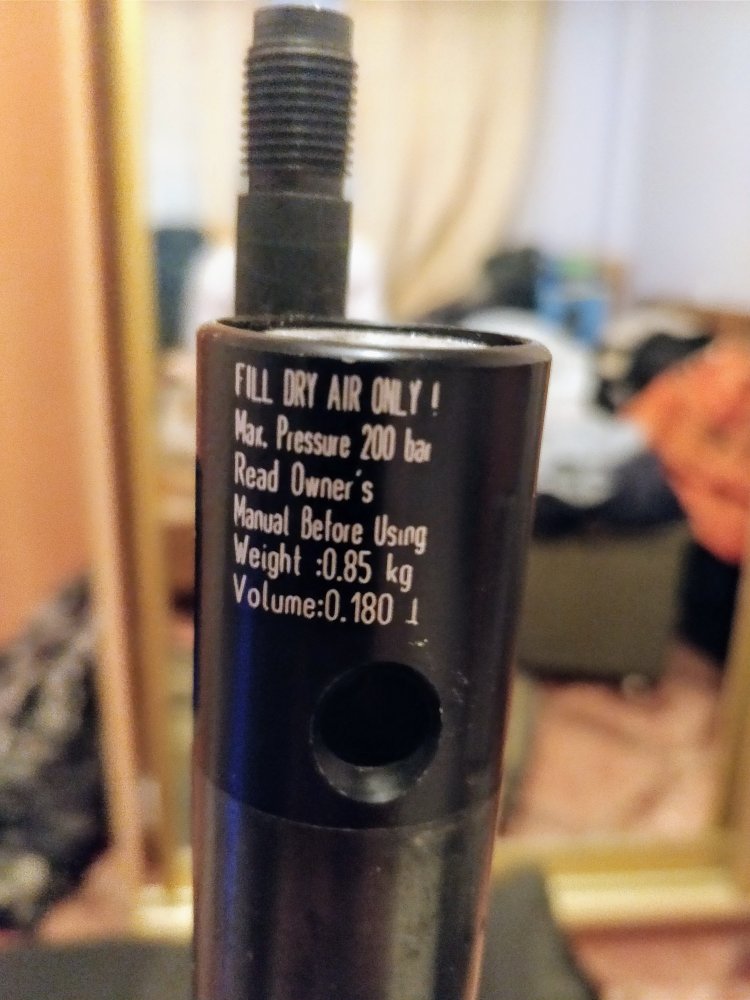 FILL DRY AIR ONLY !
Max. Pressure 200 bar
Read Owner's
Manual Before Using
Weight :0.85 kg
Volume:0.180 l